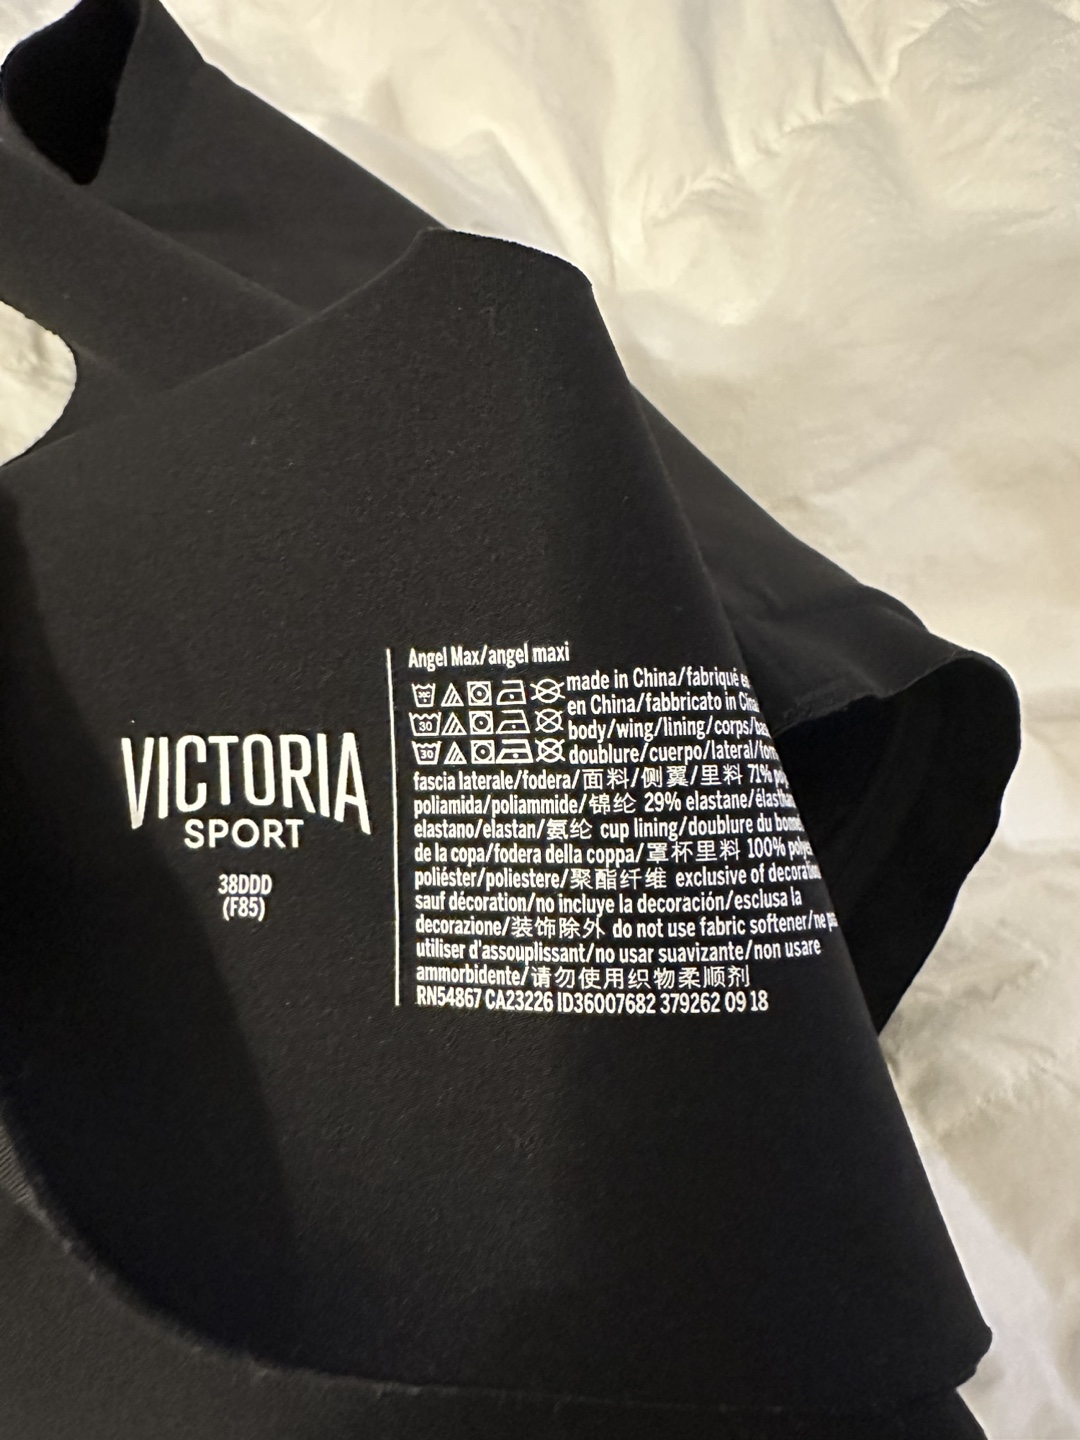 VICTORIA
SPORT
38DDD
(F85)
Angel Max/angel maxi
made in China/fabriqué
en China/fabbricato in
body/wing/lining/corps/
doublure/cuerpo/lateral/
fascia laterale/fodera/面料/侧翼/里料 71%
poliamida/poliammide/锦纶 29% elastane/
elastano/elastan/氨纶 cup lining/doublure du
de la copa/fodera della coppa/罩杯里料 100%
poliéster/poliestere/聚酯纤维 exclusive of
sauf décoration/no incluye la decoración/esclusa la
decorazione/装饰除外 do not use fabric softener/ne
utiliser d'assouplissant/no usar suavizante/non usare
ammorbidente/请勿使用织物柔顺剂
RN54867 CA23226 ID36007682 379262 09 18